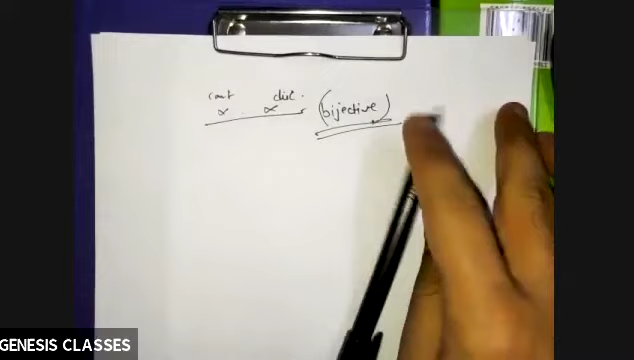 cont disc.
∝ ∝ (bijective)
GENESIS CLASSES